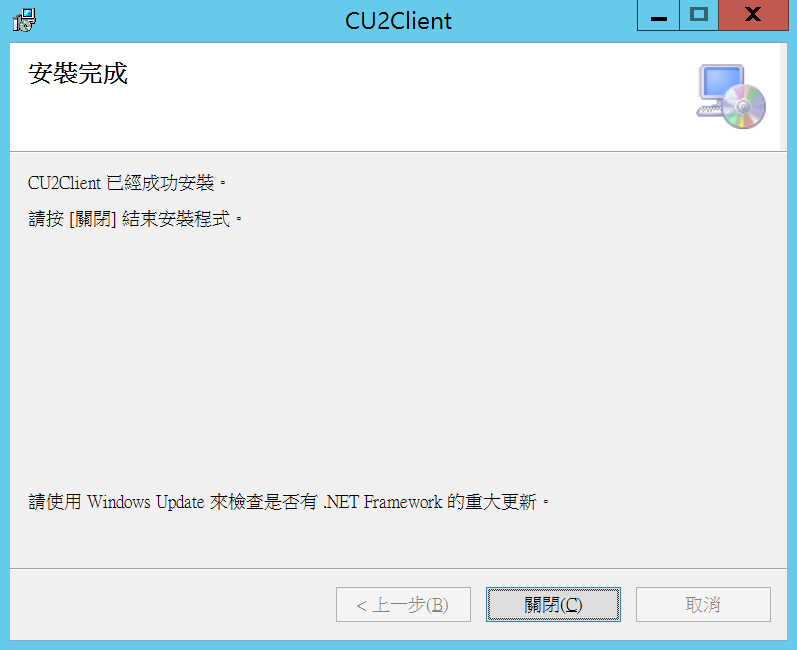 CU2Client
安裝完成
CU2Client 已經成功安裝。
請按 [關閉] 結束安裝程式。
請使用 Windows Update 來檢查是否有 .NET Framework 的重大更新。
< 上一步(B)
關閉(C)
取消